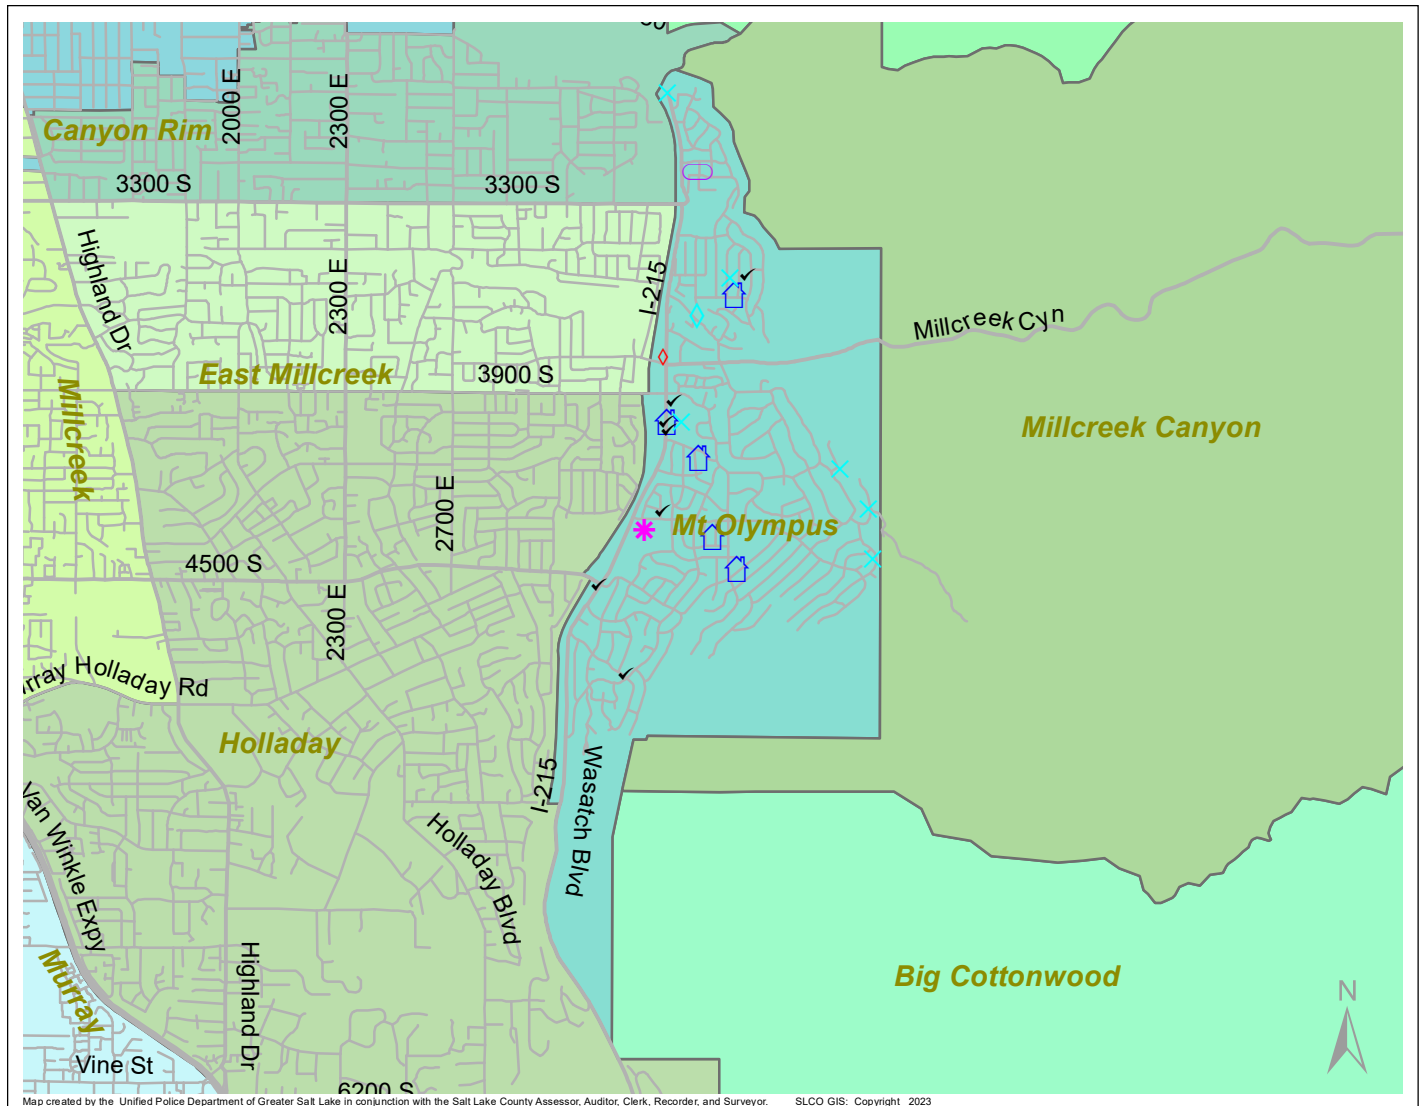 2000 E
2300 E
Canyon Rim
3300 S
3300 S
Highland Dr
2300 E
I-215
Millcreek Cyn
East Millcreek
3900 S
Millcreek
Millcreek Canyon
2700 E
Mt Olympus
4500 S
2300 E
rray Holladay Rd
Holladay
I-215
Wasatch Blvd
Van Winkle Expy
Holladay Blvd
Highland Dr
Murray
Big Cottonwood
N
Vine St
6200 S
Map created by the Unified Police Department of Greater Salt Lake in conjunction with the Salt Lake County Assessor, Auditor, Clerk, Recorder, and Surveyor. SLCO GIS: Copyright 2023